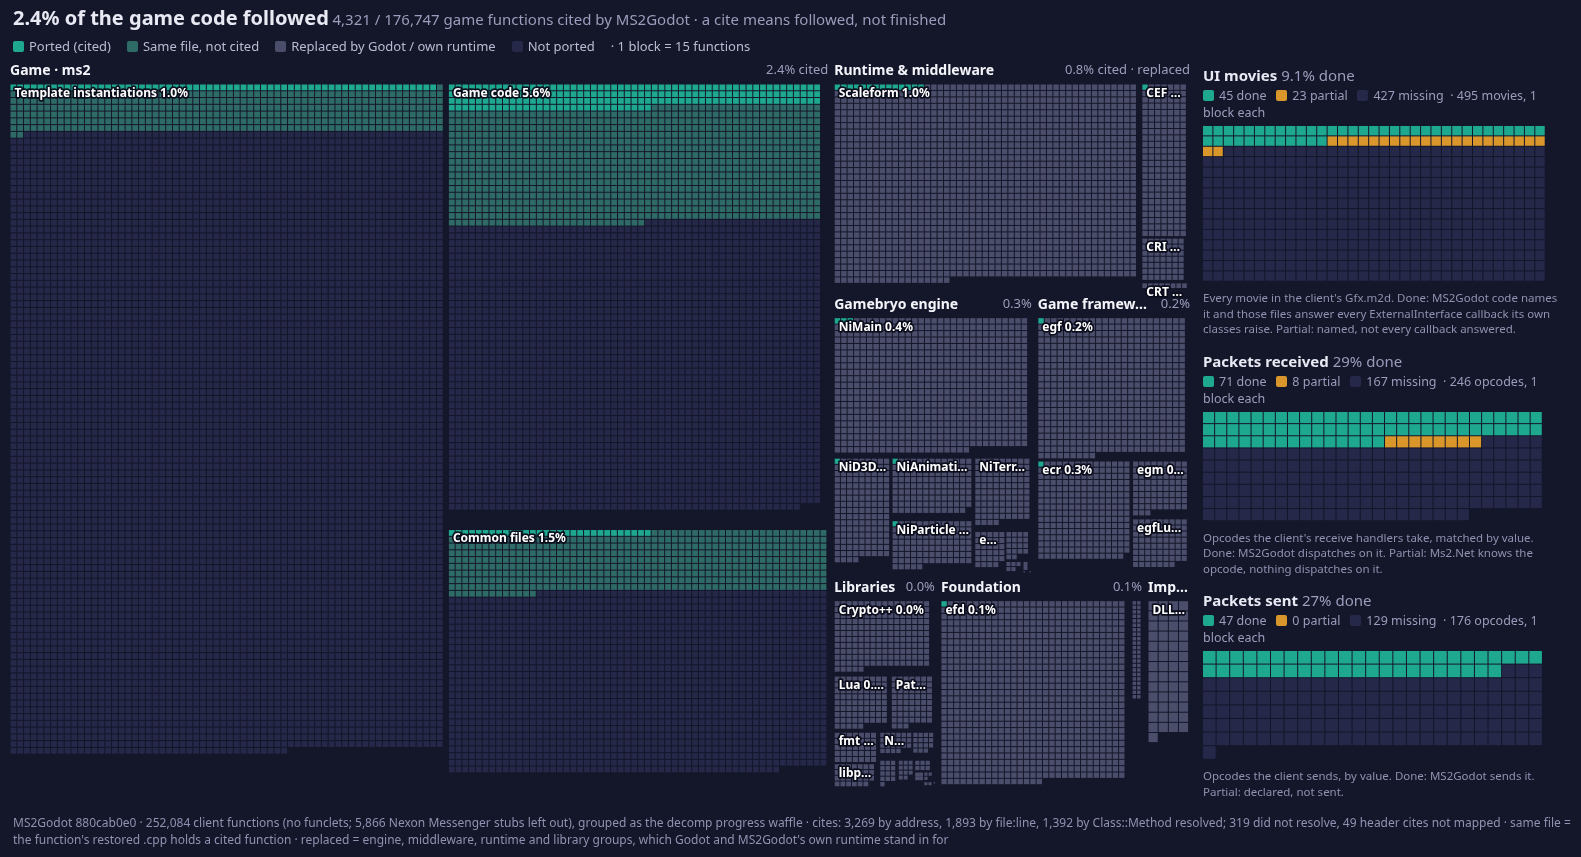 2.4% of the game code followed 4,321 / 176,747 game functions cited by MS2Godot · a cite means followed, not finished
Ported (cited) Same file, not cited Replaced by Godot / own runtime Not ported · 1 block = 15 functions
Game · ms2 2.4% cited
Template instantiations 1.0%
Game code 5.6%
Common files 1.5%
Runtime & middleware 0.8% cited · replaced
Scaleform 1.0%
CEF ...
CRI ...
CRT ...
Gamebryo engine 0.3%
NiMain 0.4%
NiD3D...
NiAnimati...
NiTerr...
NiParticle ...
e...
Game framew... 0.2%
egf 0.2%
ecr 0.3%
egm 0...
egfLu...
Libraries 0.0%
Crypto++ 0.0%
Lua 0....
Pat...
fmt ...
N...
libp...
Foundation 0.1%
efd 0.1%
Imp...
DLL...
UI movies 9.1% done
45 done 23 partial 427 missing · 495 movies, 1
block each
Every movie in the client's Gfx.m2d. Done: MS2Godot code names
it and those files answer every ExternalInterface callback its own
classes raise. Partial: named, not every callback answered.
Packets received 29% done
71 done 8 partial 167 missing · 246 opcodes, 1
block each
Opcodes the client's receive handlers take, matched by value.
Done: MS2Godot dispatches on it. Partial: Ms2.Net knows the
opcode, nothing dispatches on it.
Packets sent 27% done
47 done 0 partial 129 missing · 176 opcodes, 1
block each
Opcodes the client sends, by value. Done: MS2Godot sends it.
Partial: declared, not sent.
MS2Godot 880cab0e0 · 252,084 client functions (no funclets; 5,866 Nexon Messenger stubs left out), grouped as the decomp progress waffle · cites: 3,269 by address, 1,893 by file:line, 1,392 by Class::Method resolved; 319 did not resolve, 49 header cites not mapped · same file =
the function's restored .cpp holds a cited function · replaced = engine, middleware, runtime and library groups, which Godot and MS2Godot's own runtime stand in for